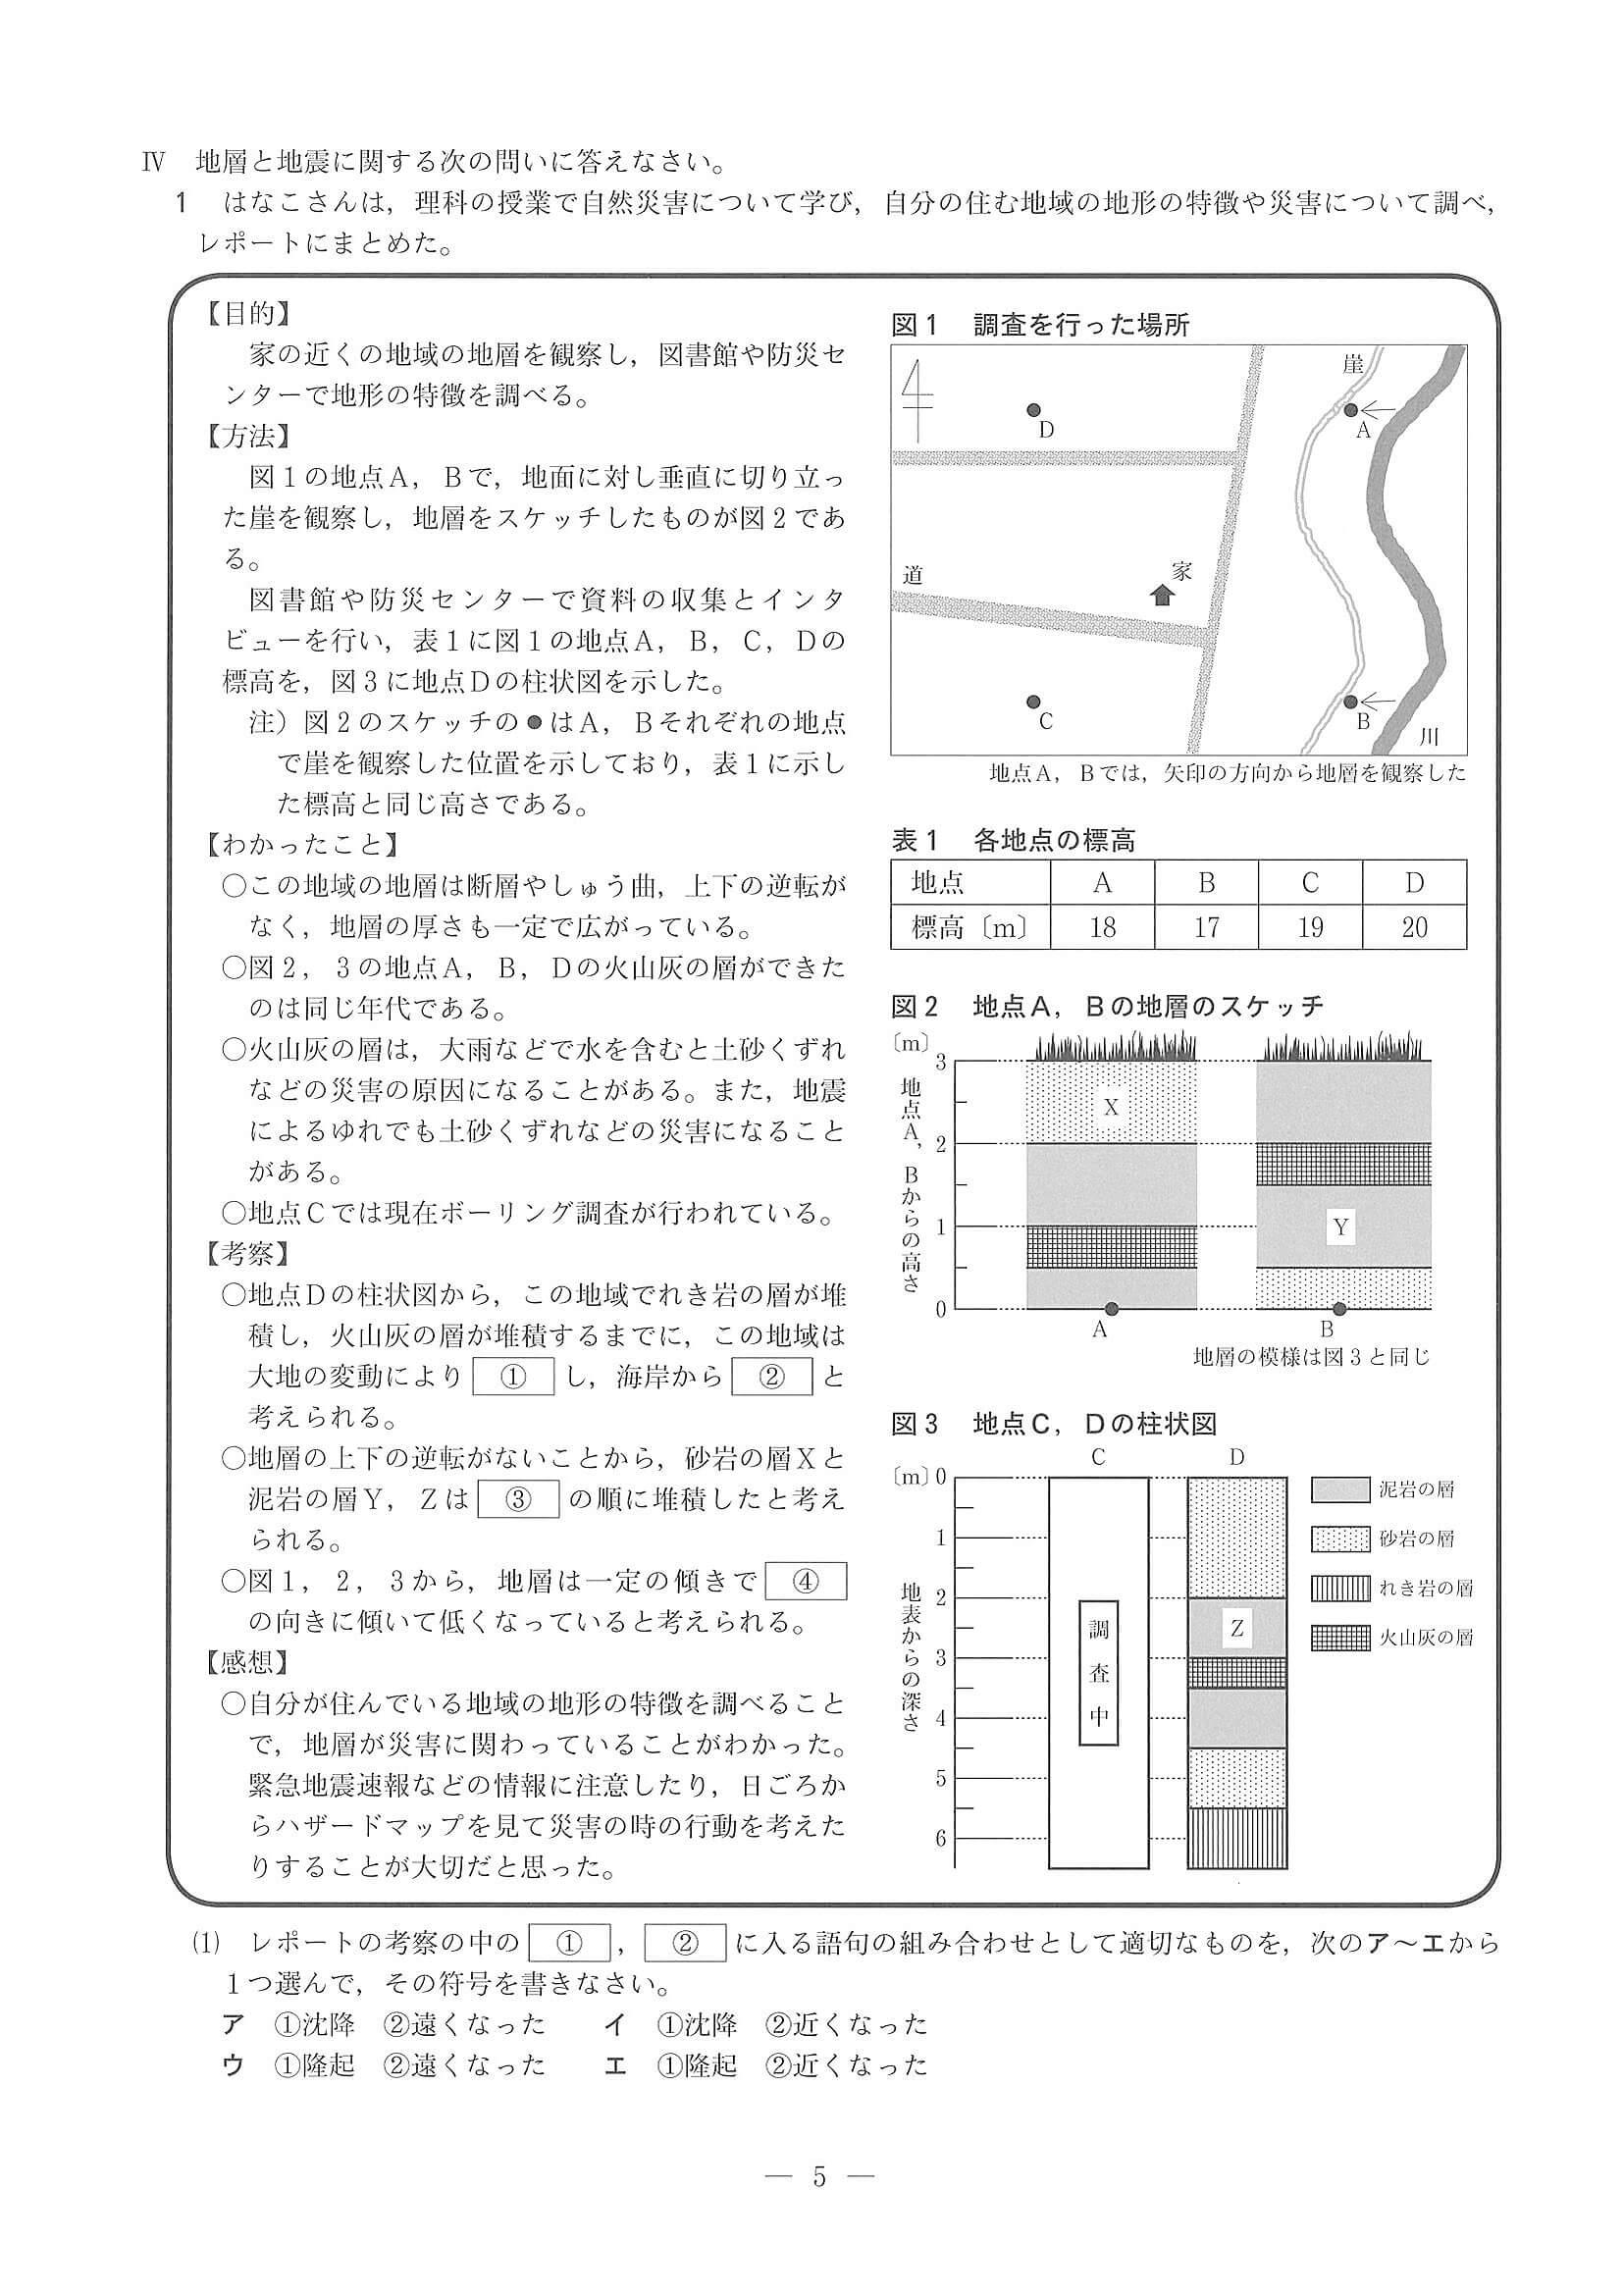 Ⅳ　地層と地震に関する次の問いに答えなさい。
1　はなこさんは，理科の授業で自然災害について学び，自分の住む地域の地形の特徴や災害について調べ，
レポートにまとめた。
【目的】
家の近くの地域の地層を観察し，図書館や防災セ
ンターで地形の特徴を調べる。
【方法】
図1の地点A，Bで，地面に対し垂直に切り立っ
た崖を観察し，地層をスケッチしたものが図2であ
る。
図書館や防災センターで資料の収集とインタ
ビューを行い，表1に図1の地点A，B，C，Dの
標高を，図3に地点Dの柱状図を示した。
注）図2のスケッチの●はA，Bそれぞれの地点
で崖を観察した位置を示しており，表1に示し
た標高と同じ高さである。
【わかったこと】
○この地域の地層は断層やしゅう曲，上下の逆転が
なく，地層の厚さも一定で広がっている。
○図2，3の地点A，B，Dの火山灰の層ができた
のは同じ年代である。
○火山灰の層は，大雨などで水を含むと土砂くずれ
などの災害の原因になることがある。また，地震
によるゆれでも土砂くずれなどの災害になること
がある。
○地点Cでは現在ボーリング調査が行われている。
【考察】
○地点Dの柱状図から，この地域でれき岩の層が堆
積し，火山灰の層が堆積するまでに，この地域は
大地の変動により ① し，海岸から ② と
考えられる。
○地層の上下の逆転がないことから，砂岩の層Xと
泥岩の層Y，Zは ③ の順に堆積したと考え
られる。
○図1，2，3から，地層は一定の傾きで ④
の向きに傾いて低くなっていると考えられる。
【感想】
○自分が住んでいる地域の地形の特徴を調べること
で，地層が災害に関わっていることがわかった。
緊急地震速報などの情報に注意したり，日ごろか
らハザードマップを見て災害の時の行動を考えた
りすることが大切だと思った。
図1　調査を行った場所
崖
D
A
道
家
C
B
川
地点A，Bでは，矢印の方向から地層を観察した
表1　各地点の標高
地点 A B C D
標高〔m〕 18 17 19 20
図2　地点A，Bの地層のスケッチ
〔m〕
3
2
1
0
地点A，Bからの高さ
X
Y
A
B
地層の模様は図3と同じ
図3　地点C，Dの柱状図
C
D
〔m〕0
1
2
3
4
5
6
地表からの深さ
調査中
Z
泥岩の層
砂岩の層
れき岩の層
火山灰の層
⑴　レポートの考察の中の ① ， ② に入る語句の組み合わせとして適切なものを，次のア～エから
1つ選んで，その符号を書きなさい。
ア　①沈降　②遠くなった　　イ　①沈降　②近くなった
ウ　①隆起　②遠くなった　　エ　①隆起　②近くなった
― 5 ―